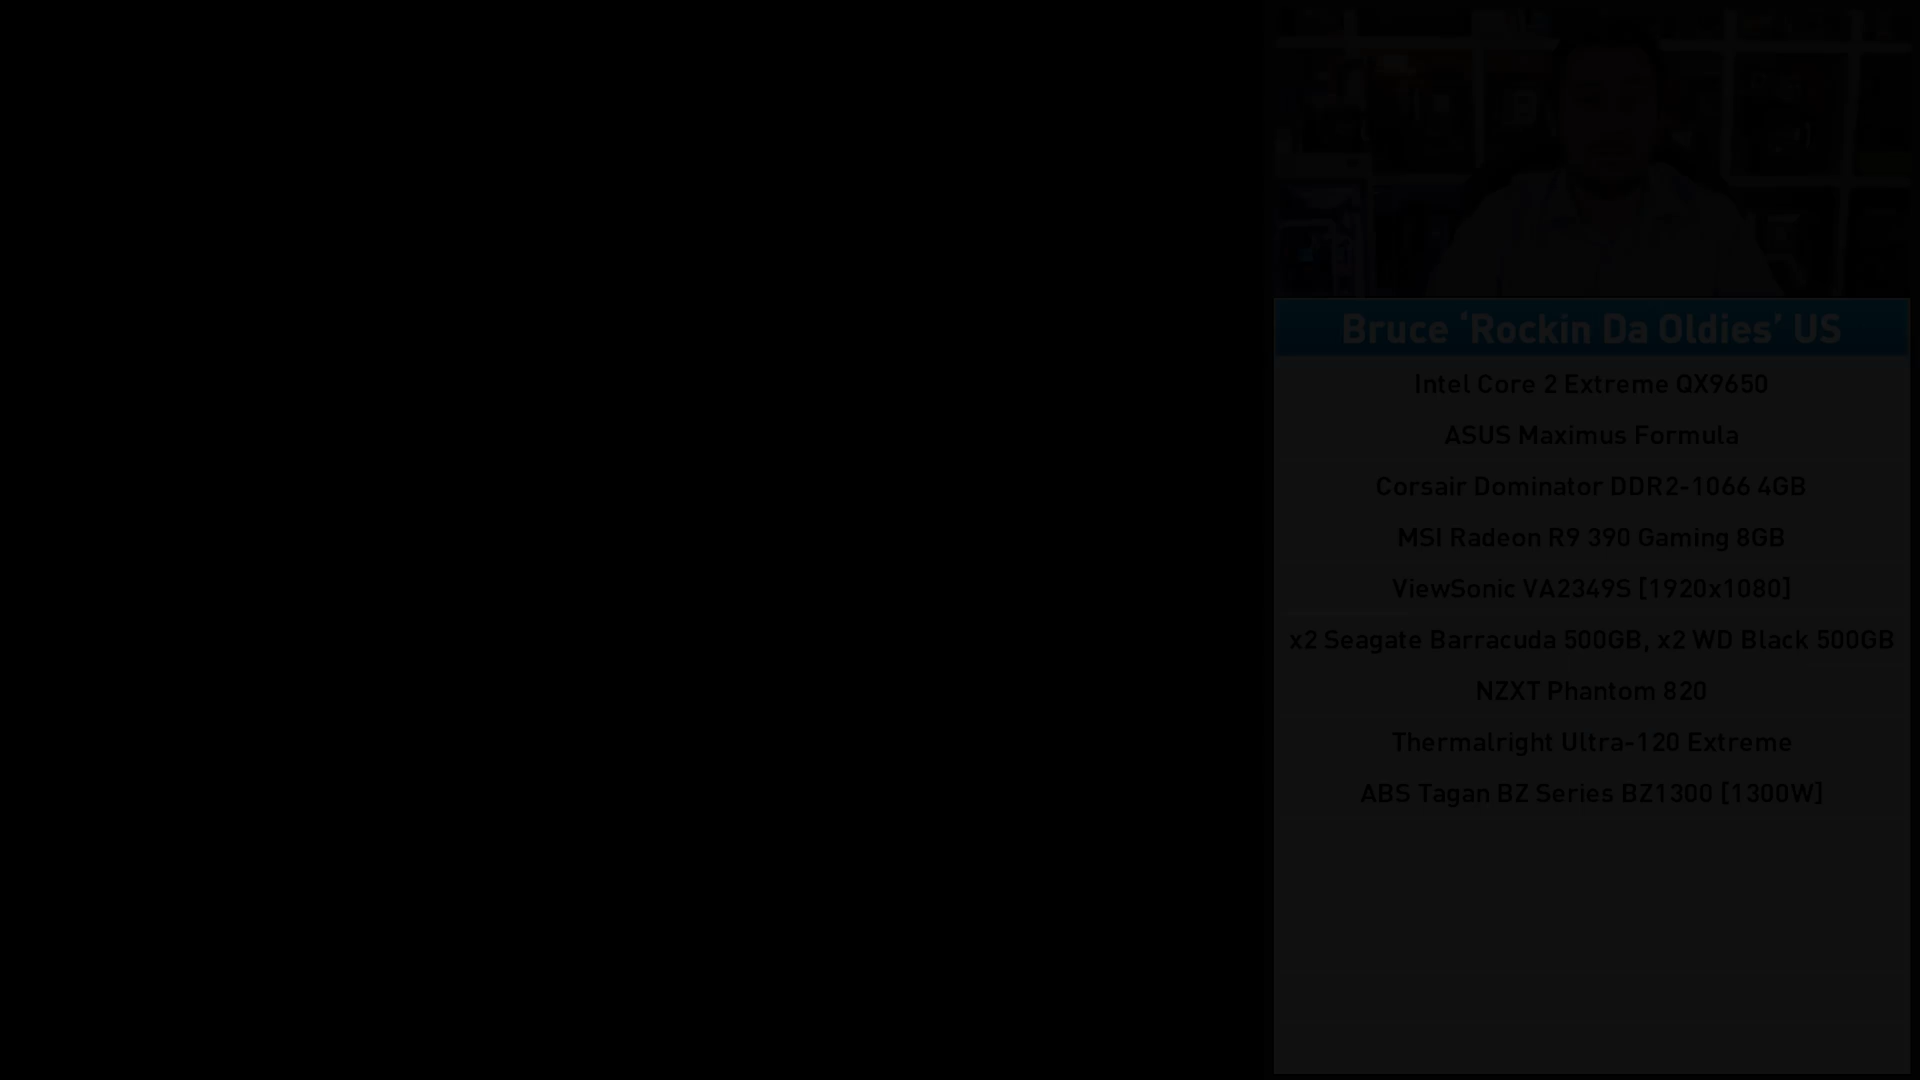 Bruce ‘Rockin Da Oldies’ US
Intel Core 2 Extreme QX9650
ASUS Maximus Formula
Corsair Dominator DDR2-1066 4GB
MSI Radeon R9 390 Gaming 8GB
ViewSonic VA2349S [1920x1080]
x2 Seagate Barracuda 500GB, x2 WD Black 500GB
NZXT Phantom 820
Thermalright Ultra-120 Extreme
ABS Tagan BZ Series BZ1300 [1300W]